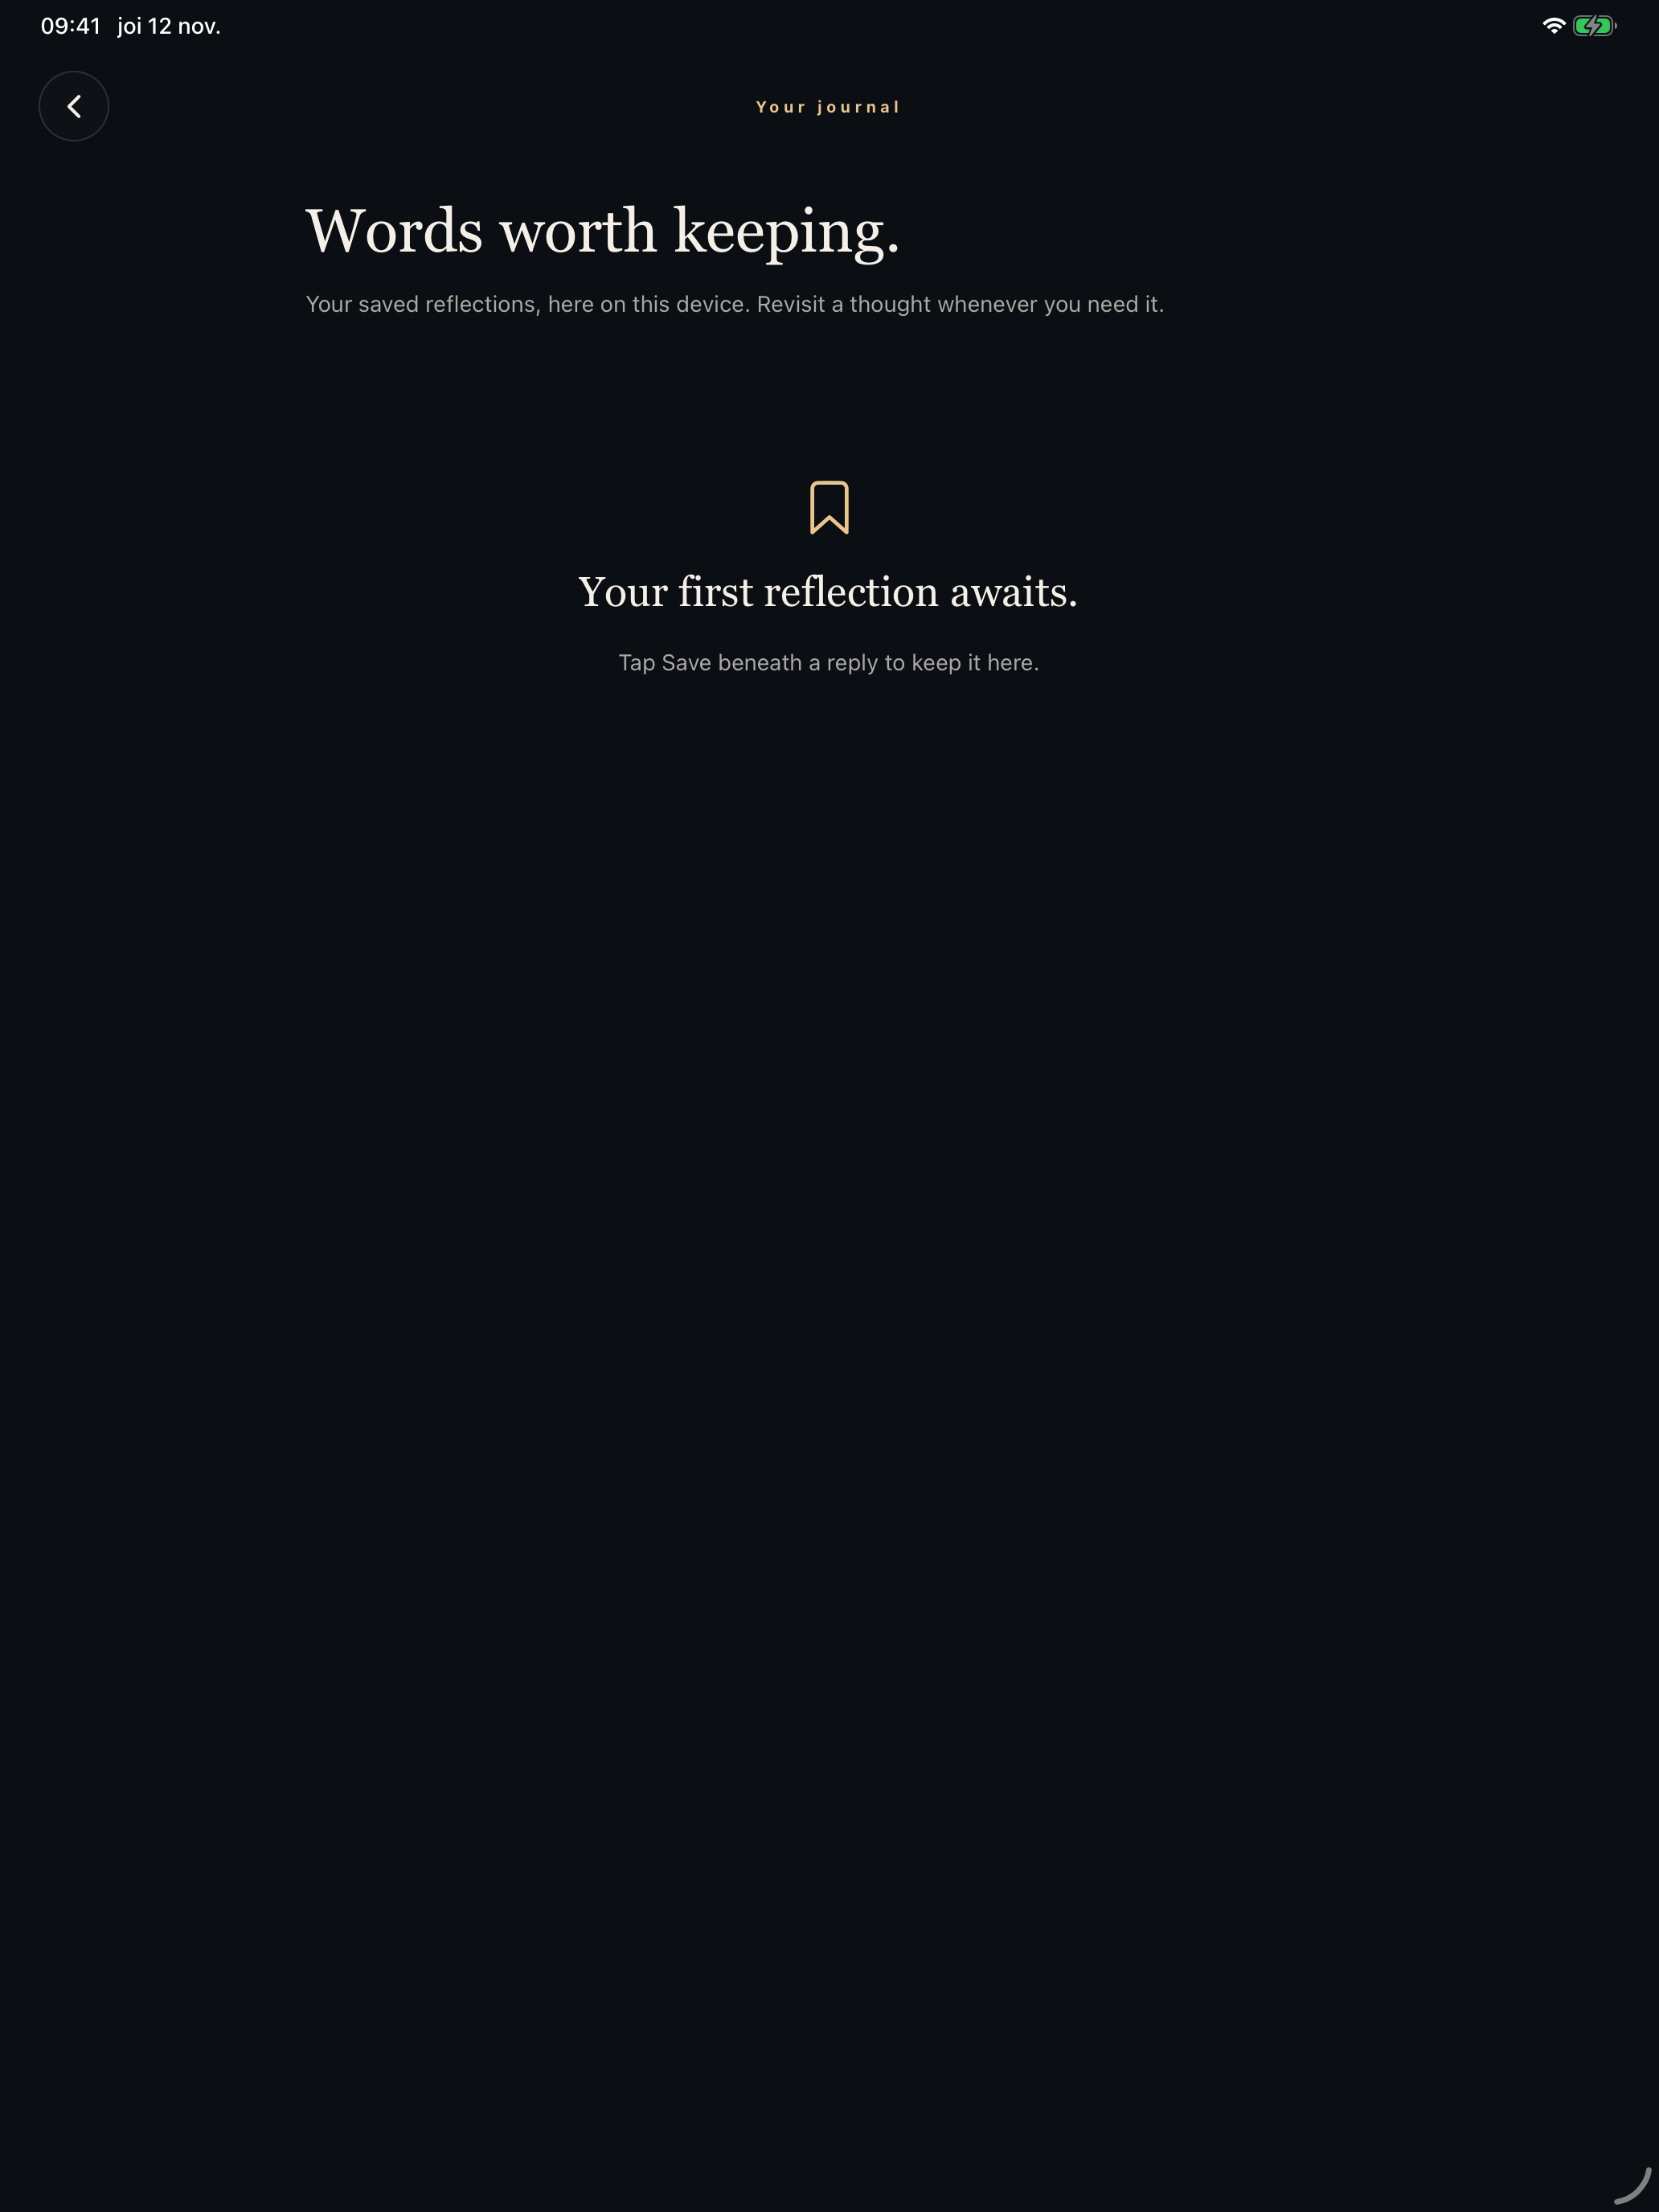 09:41 joi 12 nov.
Your journal
Words worth keeping.
Your saved reflections, here on this device. Revisit a thought whenever you need it.
Your first reflection awaits.
Tap Save beneath a reply to keep it here.